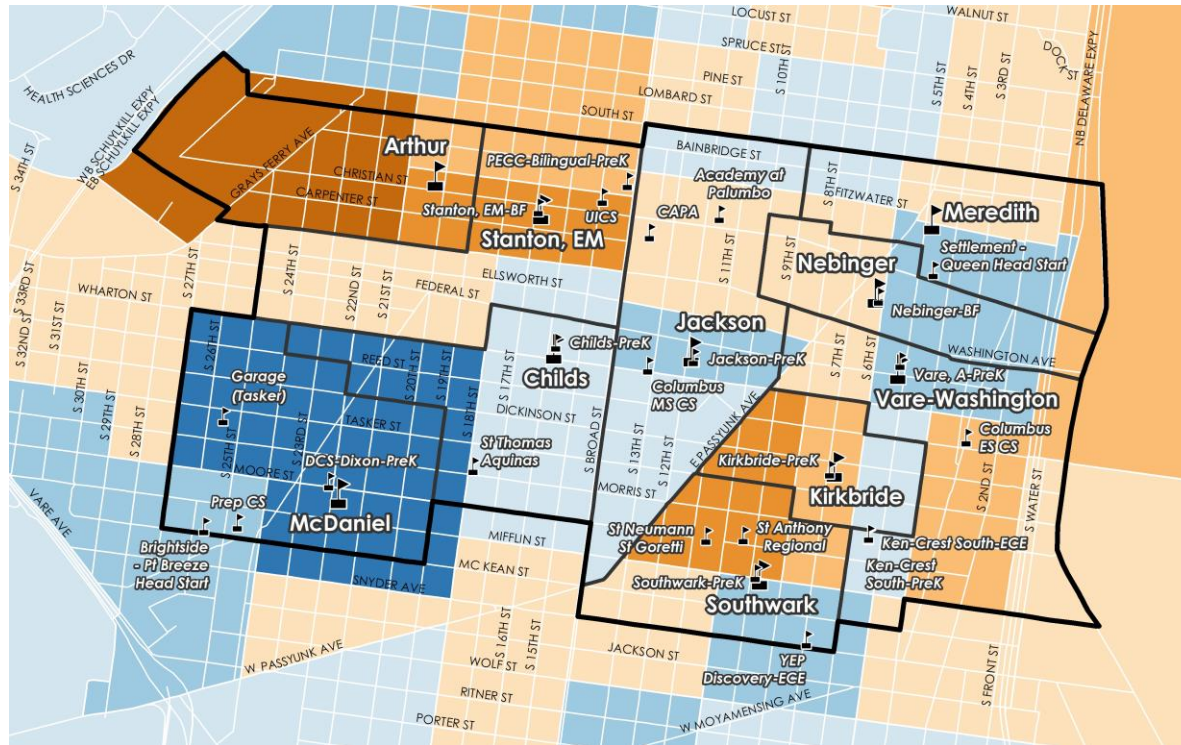 LOCUST ST
WALNUT ST
SPRUCE ST
S 10TH ST
DOCK ST
S 5TH ST
S 4TH ST
S 3RD ST
NB DELAWARE EXPY
PINE ST
LOMBARD ST
SOUTH ST
HEALTH SCIENCES DR
WB SCHUYLKILL EXPY
EB SCHUYLKILL EXPY
S 34TH ST
GRAYS FERRY AVE
Arthur
CHRISTIAN ST
CARPENTER ST
PECC-Bilingual-PreK
Stanton, EM-BF
UICS
Stanton, EM
BAINBRIDGE ST
Academy at
Palumbo
CAPA
S 8TH ST
FITZWATER ST
Meredith
Settlement -
Queen Head Start
S 11TH ST
S 9TH ST
Nebinger
Nebinger-BF
S 33RD ST
S 32ND ST
S 31ST ST
WHARTON ST
S 27TH ST
S 24TH ST
S 22ND ST
S 21ST ST
FEDERAL ST
ELLSWORTH ST
S 30TH ST
S 29TH ST
S 28TH ST
S 26TH ST
Garage
(Tasker)
S 25TH ST
REED ST
S 20TH ST
S 19TH ST
S 18TH ST
TASKER ST
S 23RD ST
S 17TH ST
Childs-PreK
Childs
DICKINSON ST
St Thomas
Aquinas
S BROAD ST
Jackson
Jackson-PreK
Columbus
MS CS
S 13TH ST
S 12TH ST
E PASSYUNK AVE
S 7TH ST
S 6TH ST
WASHINGTON AVE
Vare, A-PreK
Vare-Washington
Columbus
ES CS
S 2ND ST
S WATER ST
MOORE ST
DCS-Dixon-PreK
McDaniel
Prep CS
Brightside
- Pt Breeze
Head Start
VARE AVE
MORRIS ST
Kirkbride-PreK
Kirkbride
MIFFLIN ST
MC KEAN ST
SNYDER AVE
St Neumann
St Goretti
St Anthony
Regional
Southwark-PreK
Southwark
Ken-Crest South-ECE
Ken-Crest
South-PreK
YEP
Discovery-ECE
S 16TH ST
S 15TH ST
W PASSYUNK AVE
WOLF ST
JACKSON ST
RITNER ST
PORTER ST
W MOYAMENSING AVE
S FRONT ST